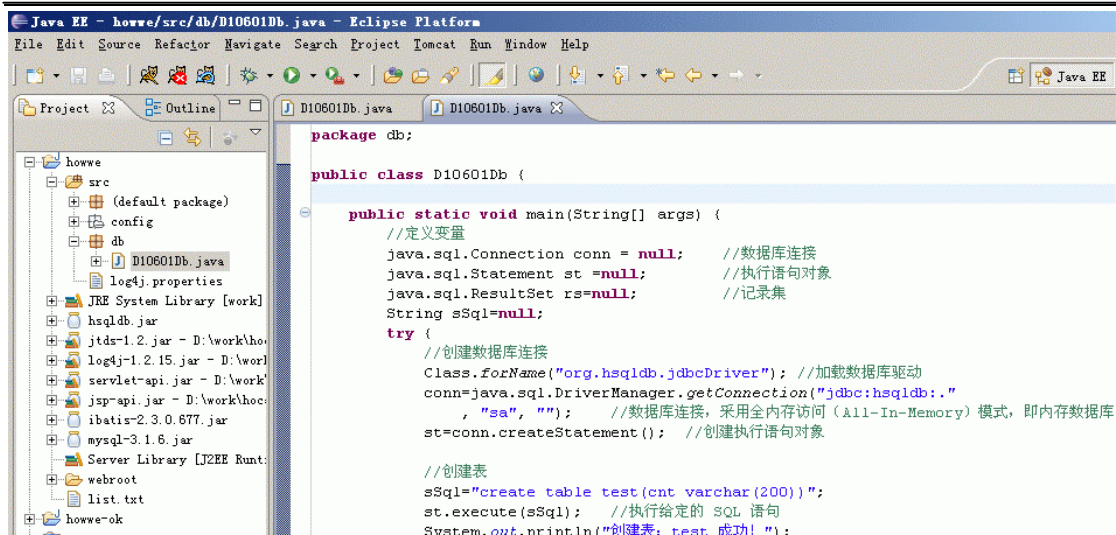 Java EE - howwe/src/db/D10601Db.java - Eclipse Platform
File Edit Source Refactor Navigate Search Project Tomcat Run Window Help
Java EE
Project Outline
D10601Db.java D10601Db.java
howwe
src
(default package)
config
db
D10601Db.java
log4j.properties
JRE System Library [work]
hsqldb.jar
jtds-1.2.jar - D:\work\ho
log4j-1.2.15.jar - D:\worl
servlet-api.jar - D:\work
jsp-api.jar - D:\work\hoc
ibatis-2.3.0.677.jar
mysql-3.1.6.jar
Server Library [J2EE Runt
webroot
list.txt
howwe-ok
package db;
public class D10601Db {
public static void main(String[] args) {
//定义变量
java.sql.Connection conn = null; //数据库连接
java.sql.Statement st =null; //执行语句对象
java.sql.ResultSet rs=null; //记录集
String sSql=null;
try {
//创建数据库连接
Class.forName("org.hsqldb.jdbcDriver"); //加载数据库驱动
conn=java.sql.DriverManager.getConnection("jdbc:hsqldb:."
, "sa", ""); //数据库连接，采用全内存访问（All-In-Memory）模式，即内存数据库
st=conn.createStatement(); //创建执行语句对象
//创建表
sSql="create table test(cnt varchar(200))";
st.execute(sSql); //执行给定的 SQL 语句
System.out.println("创建表：test 成功！");